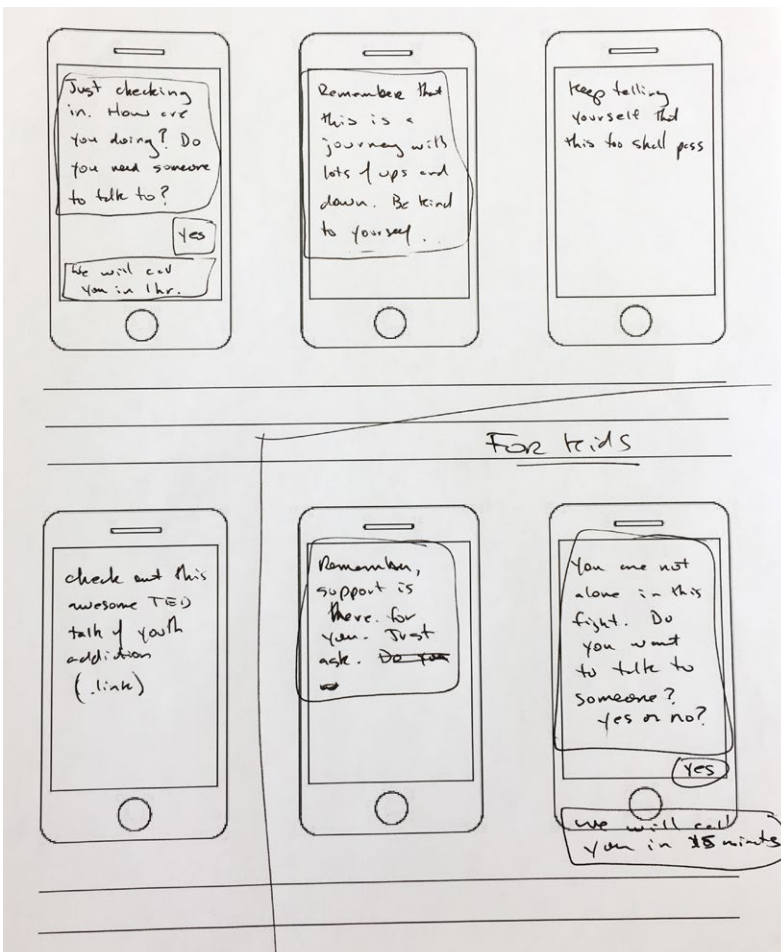 Just checking
in. How are
you doing? Do
you need someone
to talk to?
yes
We will call
you in 1hr.
Remember that
this is a
journey with
lots of ups and
down. Be kind
to yourself.
Keep telling
yourself that
this too shall pass
For kids
check out this
awesome TED
talk of youth
addiction
(link)
Remember,
support is
there for
you. Just
ask. Do you
You are not
alone in this
fight. Do
you want
to talk to
someone?
yes or no?
yes
we will call
you in 15 minutes